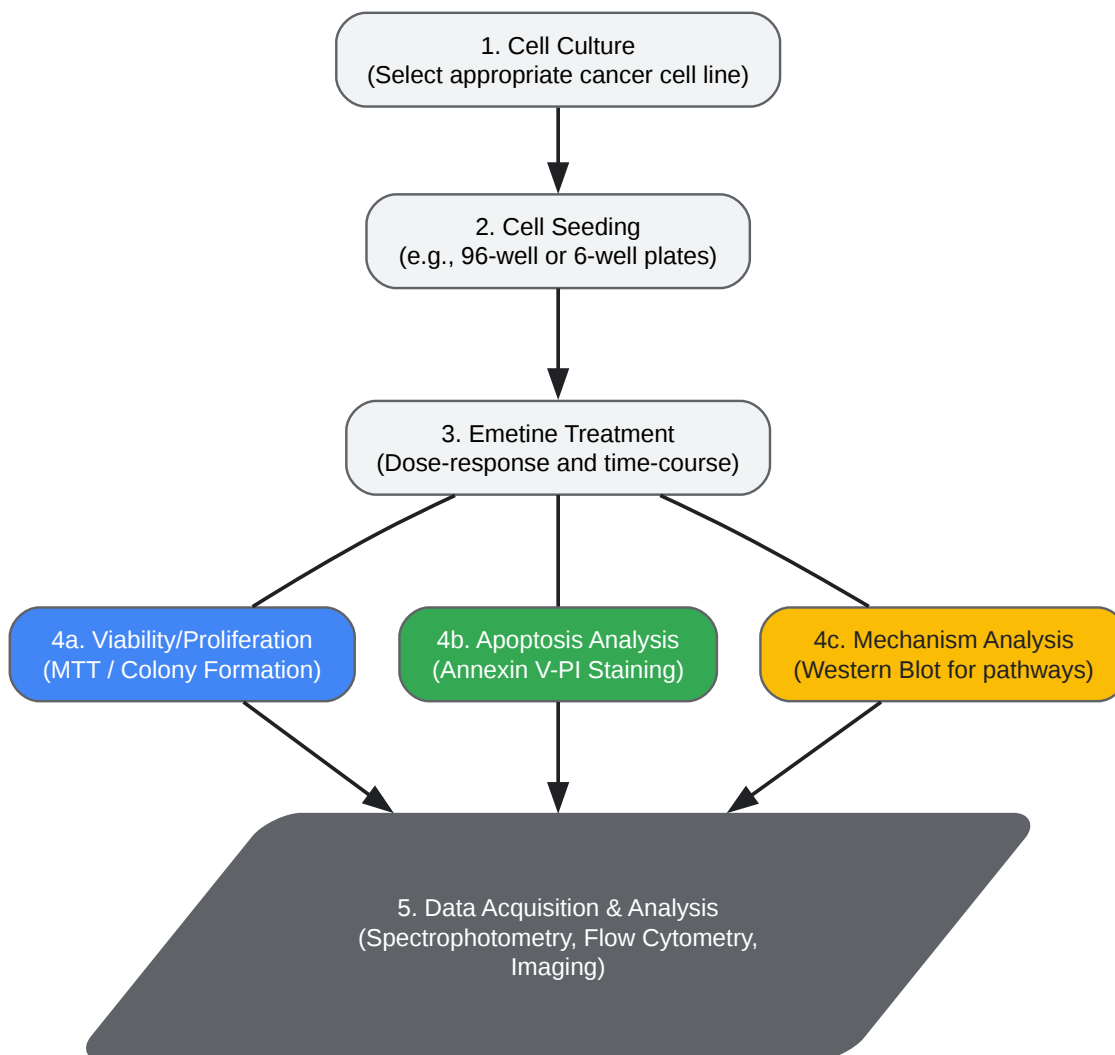 1. Cell Culture
(Select appropriate cancer cell line)
2. Cell Seeding
(e.g., 96-well or 6-well plates)
3. Emetine Treatment
(Dose-response and time-course)
4a. Viability/Proliferation
(MTT / Colony Formation)
4b. Apoptosis Analysis
(Annexin V-PI Staining)
4c. Mechanism Analysis
(Western Blot for pathways)
5. Data Acquisition & Analysis
(Spectrophotometry, Flow Cytometry,
Imaging)